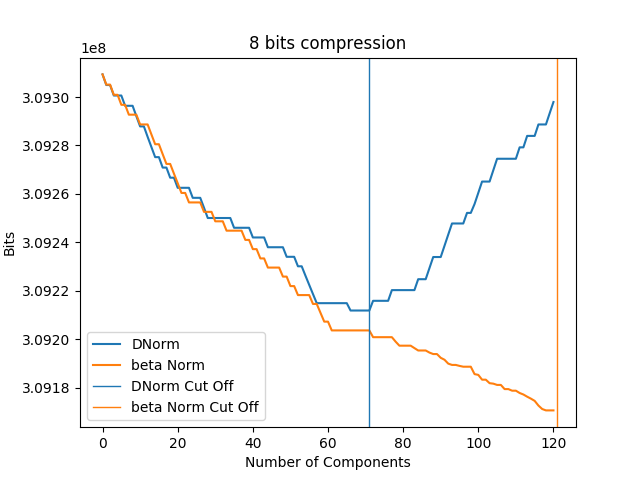 8 bits compression
1e8
3.0930
3.0928
3.0926
3.0924
3.0922
3.0920
3.0918
Bits
DNorm
beta Norm
DNorm Cut Off
beta Norm Cut Off
0 20 40 60 80 100 120
Number of Components